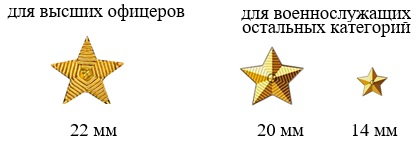 для высших офицеров
для военнослужащих
остальных категорий
22 мм
20 мм
14 мм